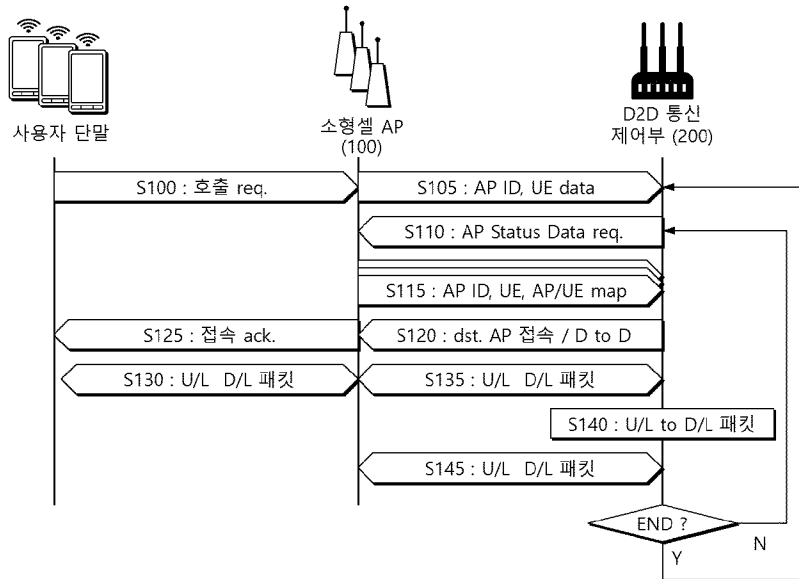 사용자 단말
소형셀 AP
(100)
D2D 통신
제어부 (200)
S100 : 호출 req.
S105 : AP ID, UE data
S110 : AP Status Data req.
S115 : AP ID, UE, AP/UE map
S125 : 접속 ack.
S120 : dst. AP 접속 / D to D
S130 : U/L D/L 패킷
S135 : U/L D/L 패킷
S140 : U/L to D/L 패킷
S145 : U/L D/L 패킷
END ?
N
Y